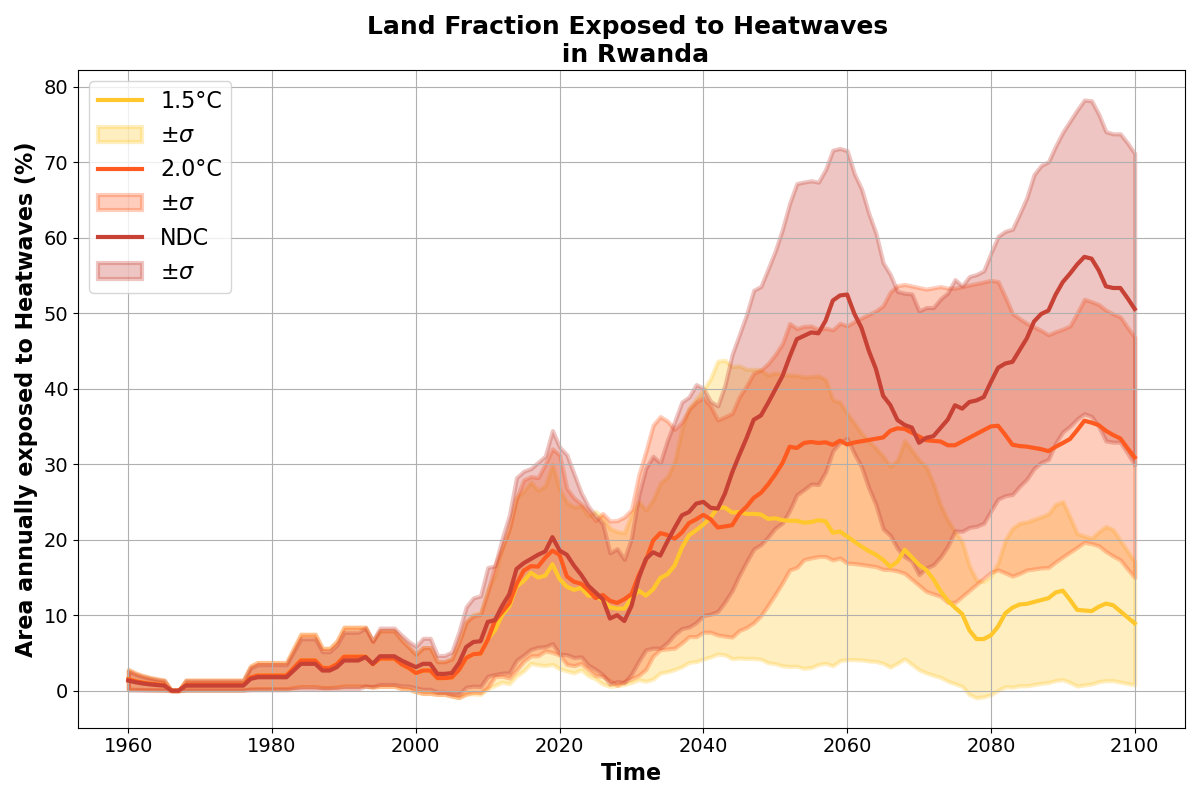 Land Fraction Exposed to Heatwaves
in Rwanda
Area annually exposed to Heatwaves (%)
80
70
60
50
40
30
20
10
0
1.5°C
±σ
2.0°C
±σ
NDC
±σ
1960 1980 2000 2020 2040 2060 2080 2100
Time